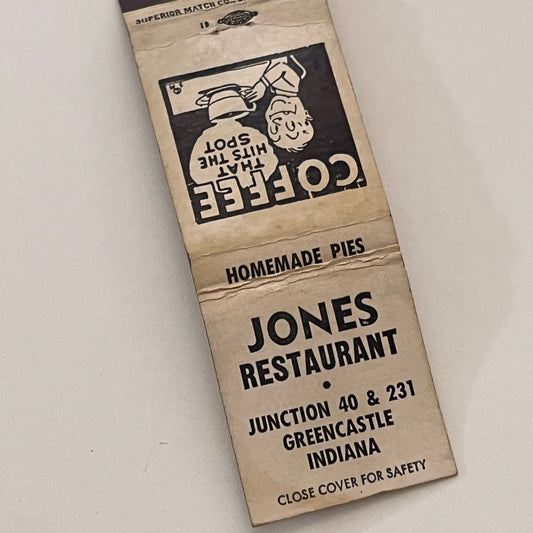 SUPERIOR MATCH CO.
19
COFFEE
THAT
HITS THE
SPOT
HOMEMADE PIES
JONES
RESTAURANT
•
JUNCTION 40 & 231
GREENCASTLE
INDIANA
CLOSE COVER FOR SAFETY